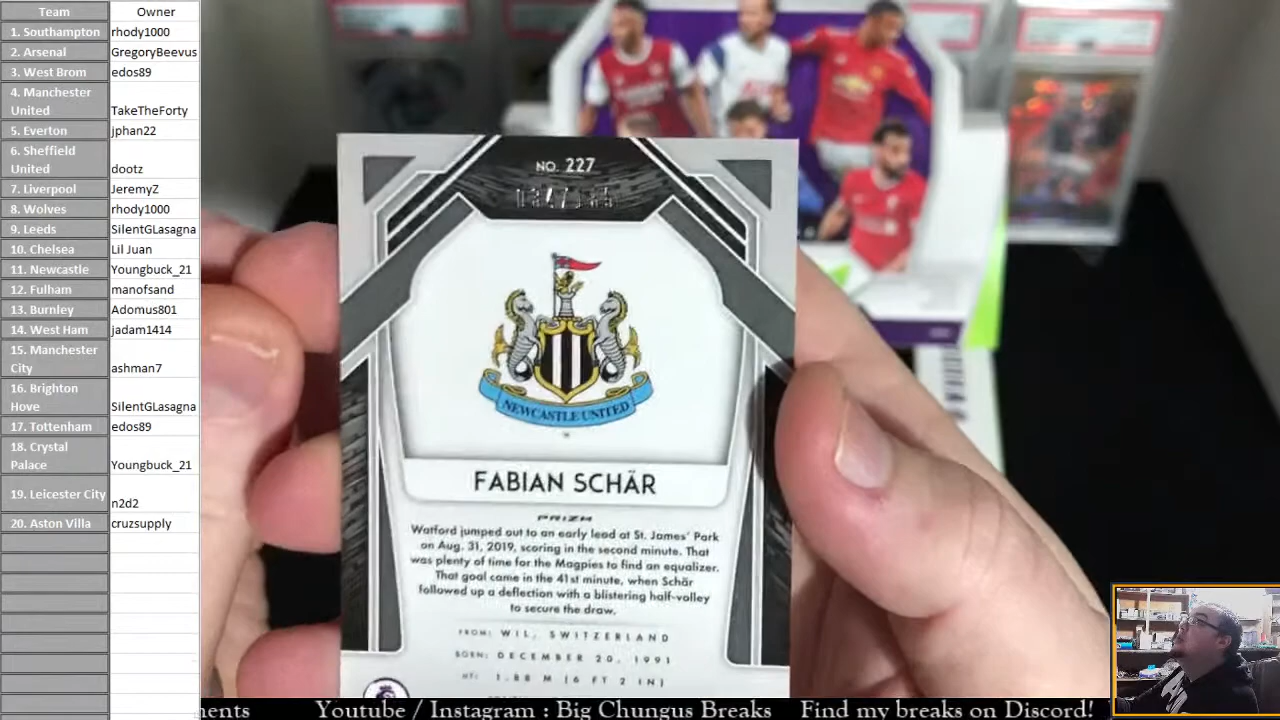 Team Owner
1. Southampton rhody1000
2. Arsenal GregoryBeevus
3. West Brom edos89
4. Manchester
United TakeTheForty
5. Everton jphan22
6. Sheffield
United dootz
7. Liverpool JeremyZ
8. Wolves rhody1000
9. Leeds SilentGLasagna
10. Chelsea Lil Juan
11. Newcastle Youngbuck_21
12. Fulham manofsand
13. Burnley Adomus801
14. West Ham jadam1414
15. Manchester
City ashman7
16. Brighton
Hove SilentGLasagna
17. Tottenham edos89
18. Crystal
Palace Youngbuck_21
19. Leicester City n2d2
20. Aston Villa cruzsupply
NO. 227
NEWCASTLE UNITED
FABIAN SCHÄR
PRIZM
Watford jumped out to an early lead at St. James' Park
on Aug. 31, 2019, scoring in the second minute. That
was plenty of time for the Magpies to find an equalizer.
That goal came in the 41st minute, when Schär
followed up a deflection with a blistering half-volley
to secure the draw.
FROM: WIL, SWITZERLAND
BORN: DECEMBER 20, 1991
HT: 1.88 M (6 FT 2 IN)
nents Youtube / Instagram : Big Chungus Breaks Find my breaks on Discord!